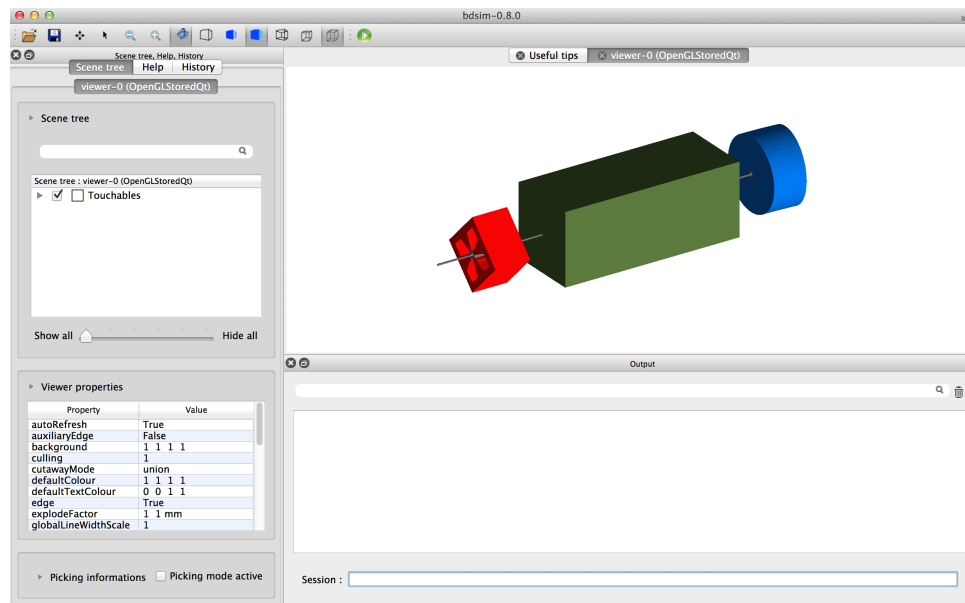 bdsim-0.8.0
Scene tree, Help, History
Scene tree Help History
viewer-0 (OpenGLStoredQt)
Scene tree
Scene tree : viewer-0 (OpenGLStoredQt)
Touchables
Show all Hide all
Viewer properties
Property Value
autoRefresh True
auxiliaryEdge False
background 1 1 1 1
culling 1
cutawayMode union
defaultColour 1 1 1 1
defaultTextColour 0 0 1 1
edge True
explodeFactor 1 1 mm
globalLineWidthScale 1
Picking informations Picking mode active
Useful tips viewer-0 (OpenGLStoredQt)
Output
Session :